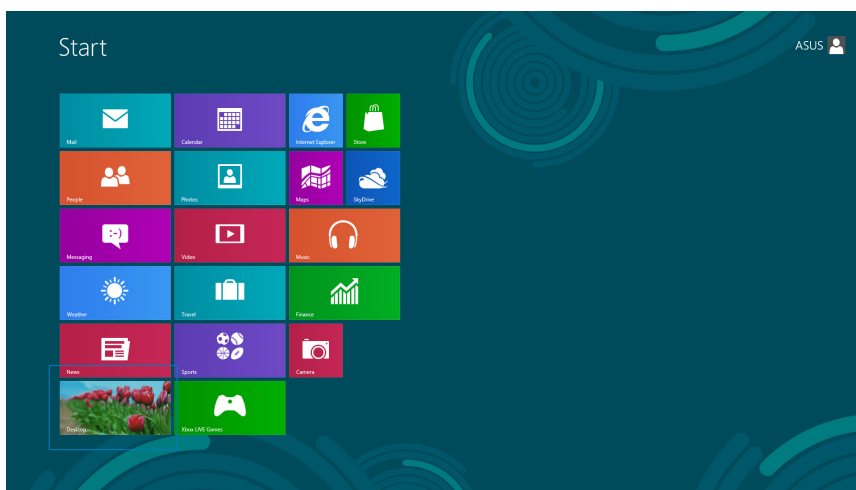 Start
ASUS
Mail
Calendar
Internet Explorer
Store
People
Photos
Maps
SkyDrive
Messaging
:-)
Video
Music
Weather
Travel
Finance
News
Sports
Camera
Desktop
Xbox LIVE Games